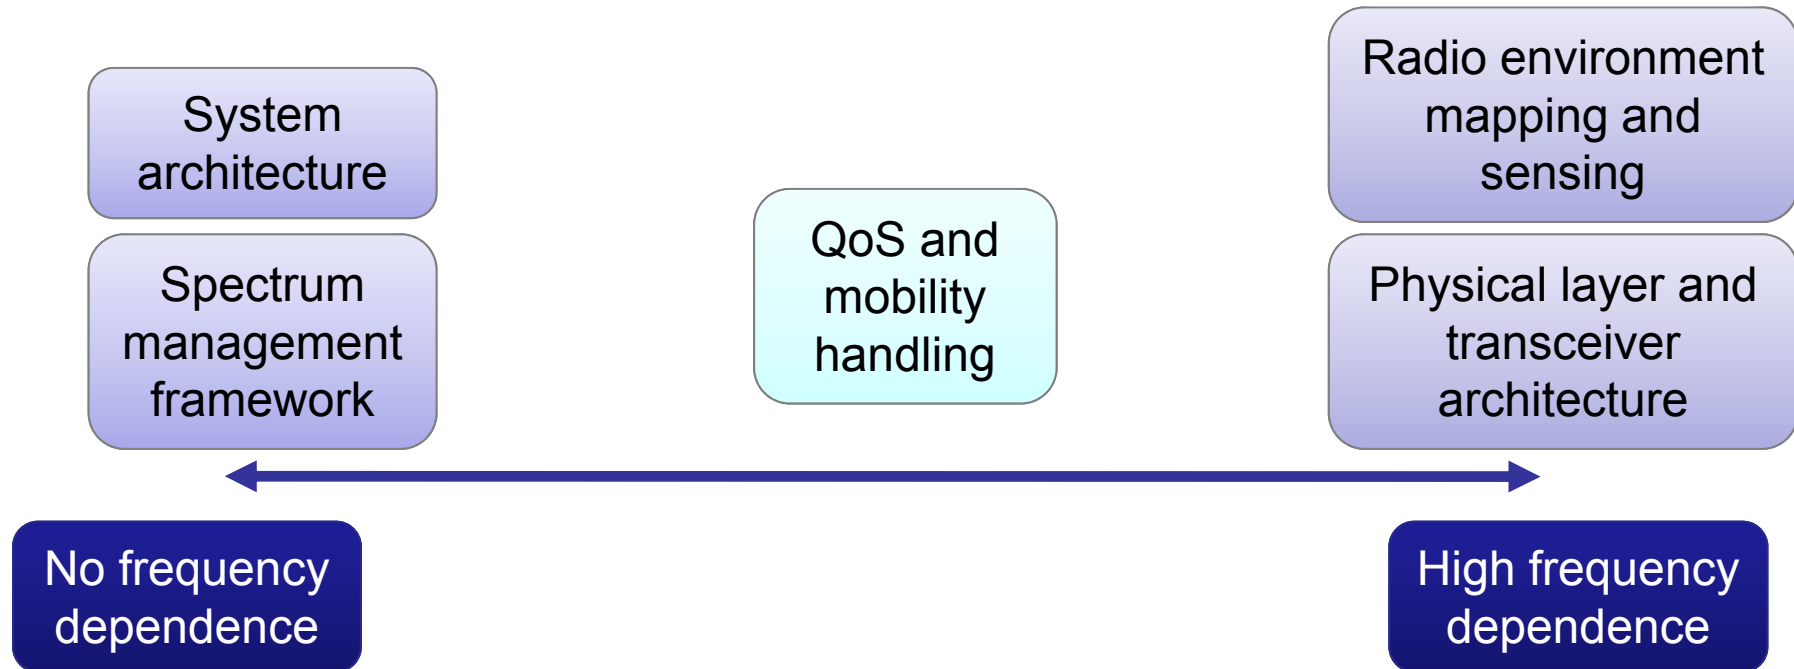 System
architecture
Spectrum
management
framework
QoS and
mobility
handling
Radio environment
mapping and
sensing
Physical layer and
transceiver
architecture
No frequency
dependence
High frequency
dependence